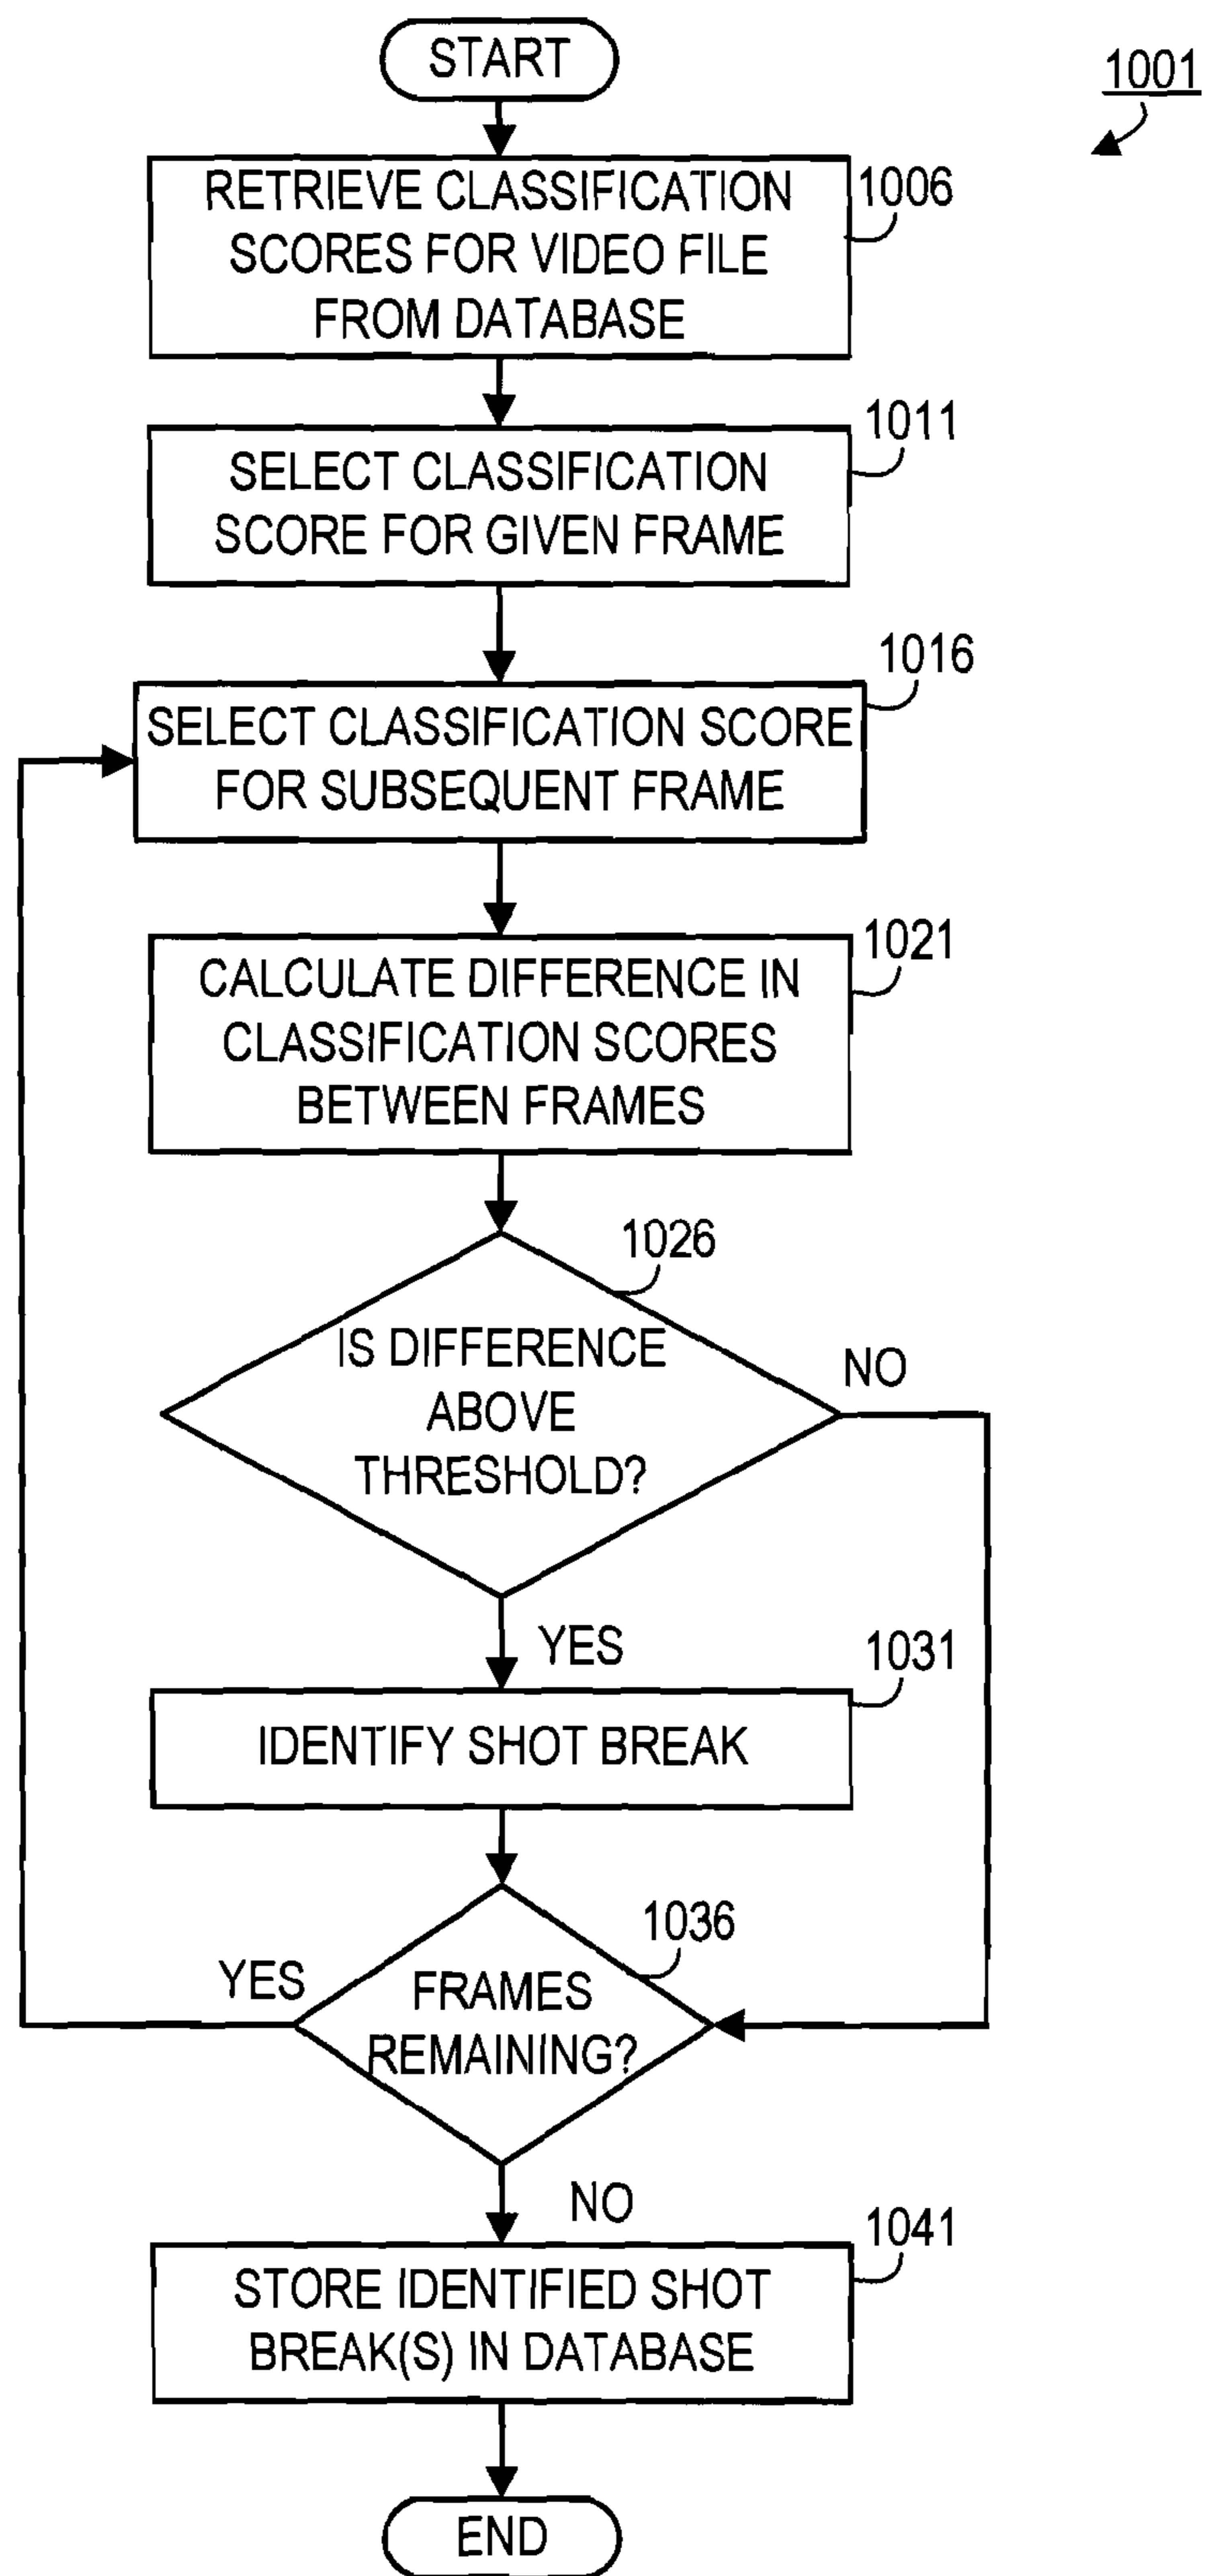 START
1001
RETRIEVE CLASSIFICATION
SCORES FOR VIDEO FILE
FROM DATABASE
1006
SELECT CLASSIFICATION
SCORE FOR GIVEN FRAME
1011
SELECT CLASSIFICATION SCORE
FOR SUBSEQUENT FRAME
1016
CALCULATE DIFFERENCE IN
CLASSIFICATION SCORES
BETWEEN FRAMES
1021
IS DIFFERENCE
ABOVE
THRESHOLD?
1026
NO
YES
IDENTIFY SHOT BREAK
1031
FRAMES
REMAINING?
1036
YES
NO
STORE IDENTIFIED SHOT
BREAK(S) IN DATABASE
1041
END